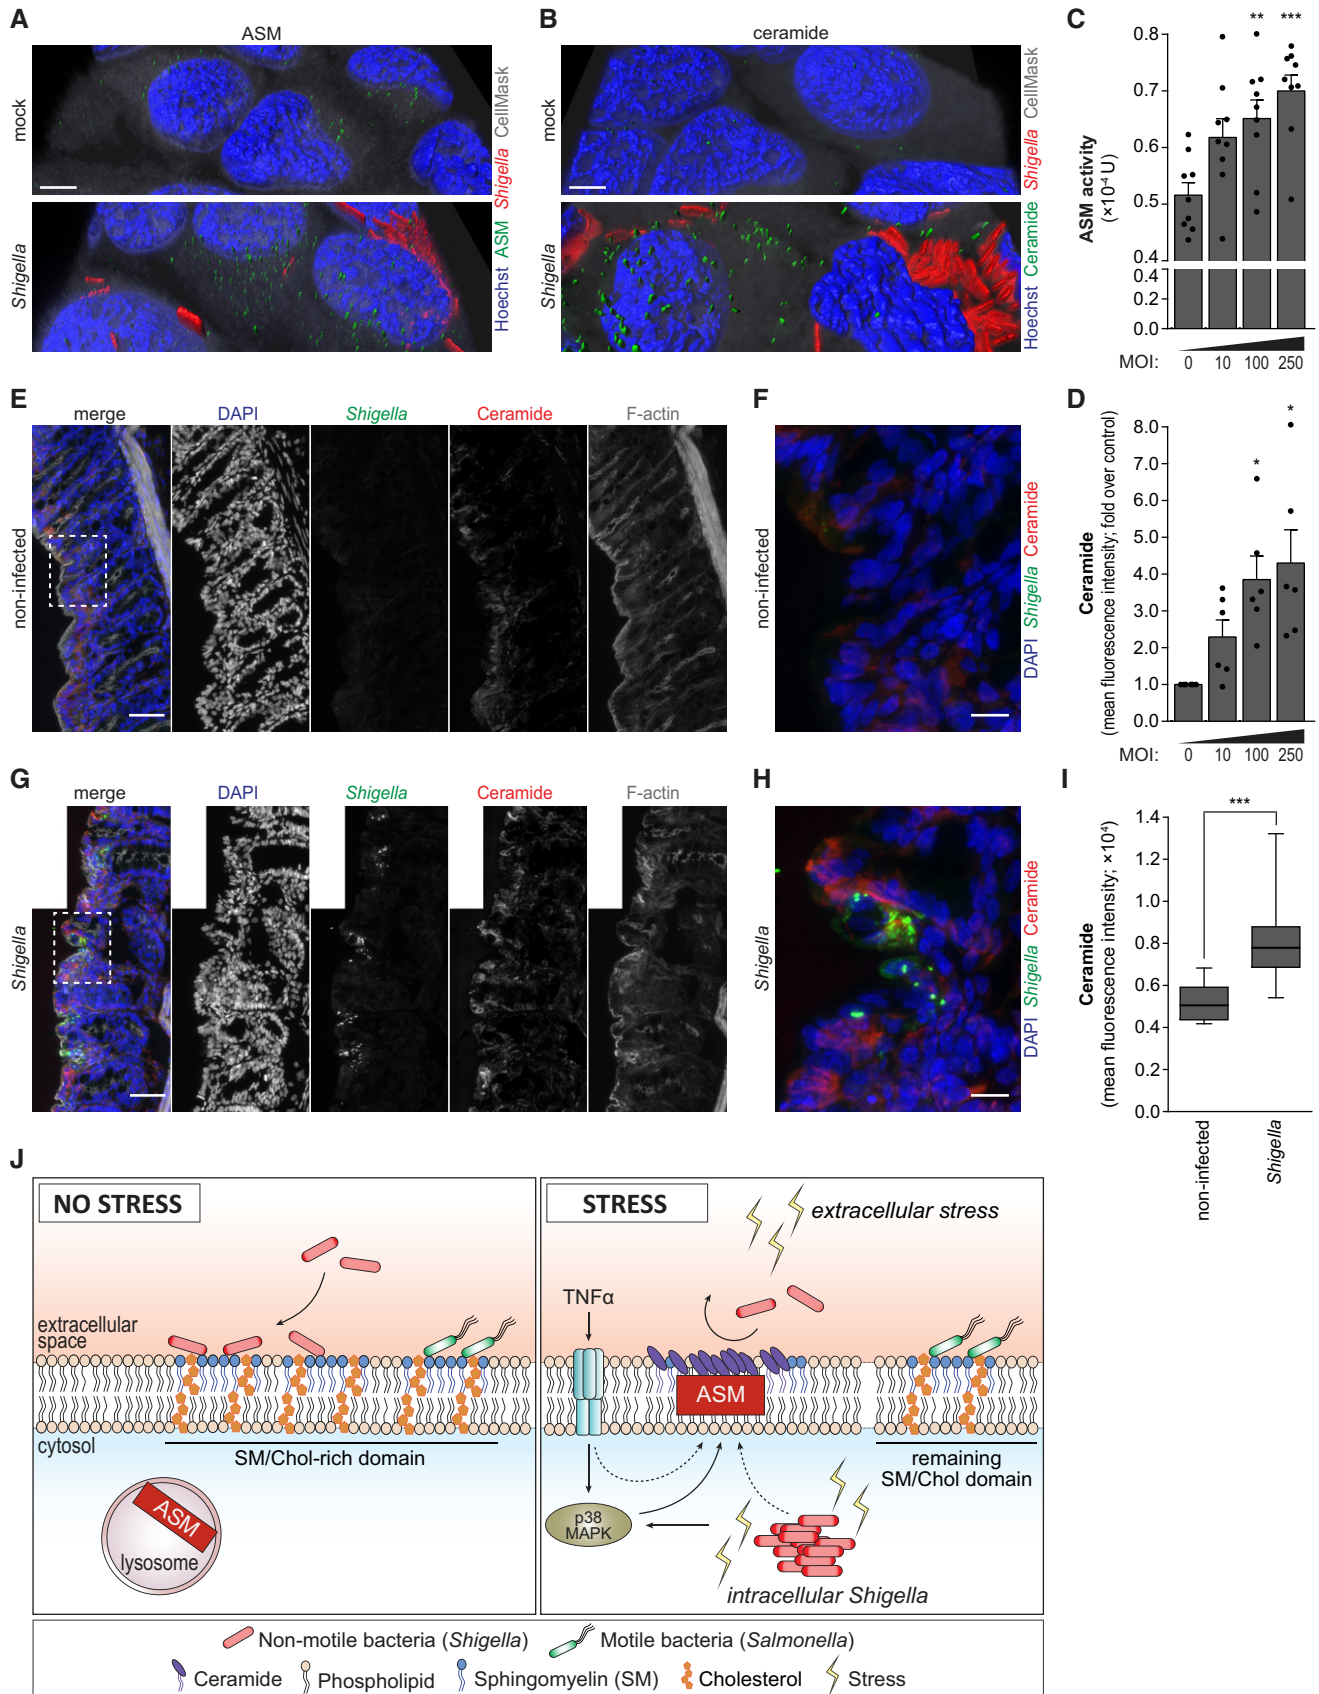 A
ASM
mock
Shigella
Hoechst ASM Shigella CellMask
B
ceramide
mock
Shigella
Hoechst Ceramide Shigella CellMask
C
ASM activity
(×10⁻⁴ U)
** ***
0.8
0.7
0.6
0.5
0.4
0.4
0.2
0.0
MOI: 0 10 100 250
E
merge DAPI Shigella Ceramide F-actin
non-infected
F
non-infected
DAPI Shigella Ceramide
D
Ceramide
(mean fluorescence intensity; fold over control)
*
*
8.0
7.0
6.0
5.0
4.0
3.0
2.0
1.0
0.0
MOI: 0 10 100 250
G
merge DAPI Shigella Ceramide F-actin
Shigella
H
Shigella
DAPI Shigella Ceramide
I
Ceramide
(mean fluorescence intensity; ×10⁴)
***
1.4
1.2
1.0
0.8
0.6
0.4
0.2
0.0
non-infected
Shigella
J
NO STRESS
extracellular
space
cytosol
SM/Chol-rich domain
ASM
lysosome
STRESS
extracellular stress
TNFα
ASM
remaining
SM/Chol domain
p38
MAPK
intracellular Shigella
Non-motile bacteria (Shigella) Motile bacteria (Salmonella)
Ceramide Phospholipid Sphingomyelin (SM) Cholesterol Stress